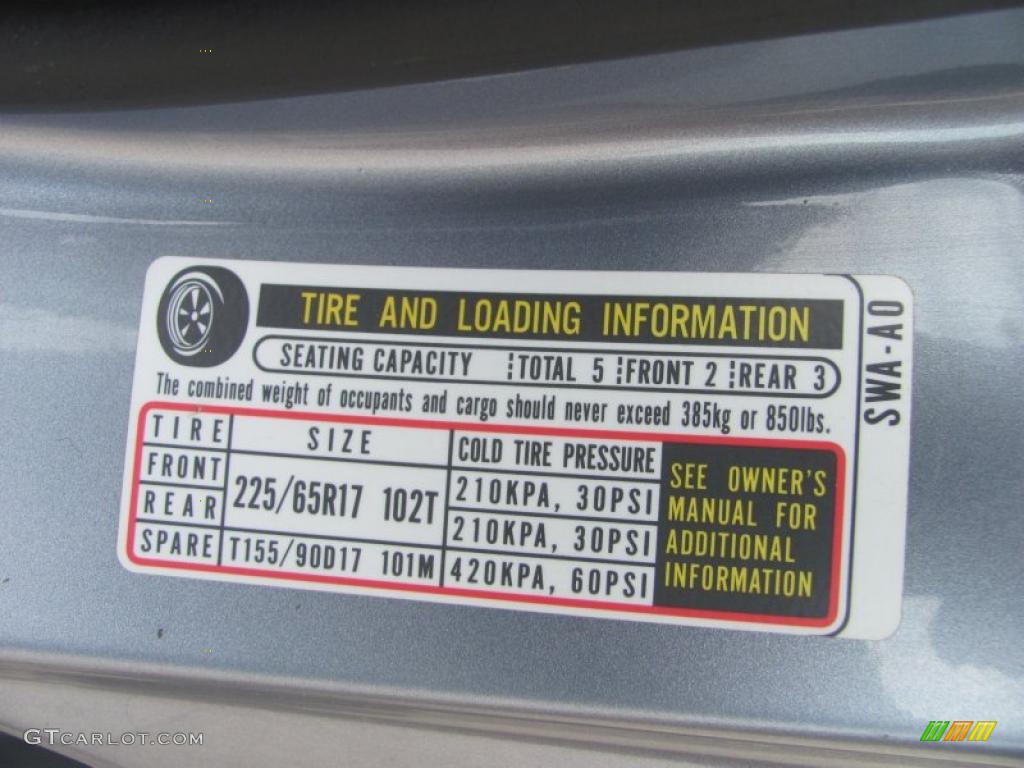 TIRE AND LOADING INFORMATION
SEATING CAPACITY TOTAL 5 FRONT 2 REAR 3
The combined weight of occupants and cargo should never exceed 385kg or 850lbs.
TIRE SIZE COLD TIRE PRESSURE
FRONT 225/65R17 102T 210KPA, 30PSI
REAR 210KPA, 30PSI
SPARE T155/90D17 101M 420KPA, 60PSI
SEE OWNER'S
MANUAL FOR
ADDITIONAL
INFORMATION
SWA-A0
GTCARLOT.COM